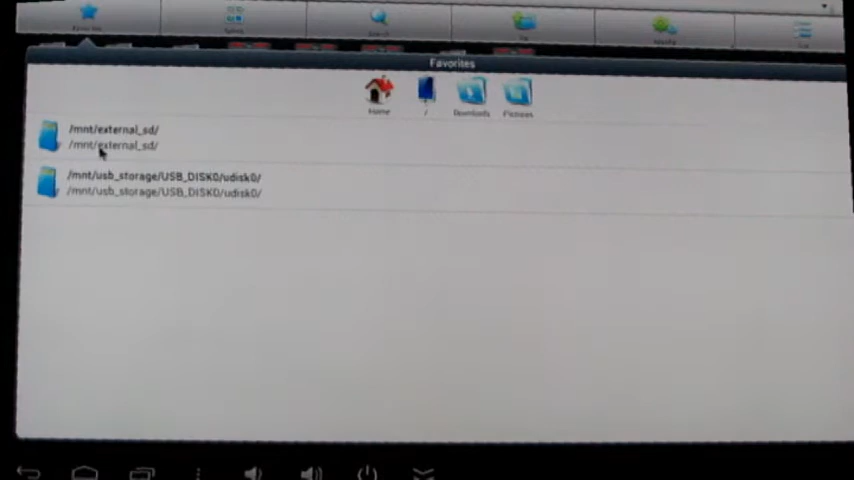 Favorites
Home
/
Downloads
Pictures
/mnt/external_sd/
/mnt/external_sd/
/mnt/usb_storage/USB_DISK0/udisk0/
/mnt/usb_storage/USB_DISK0/udisk0/